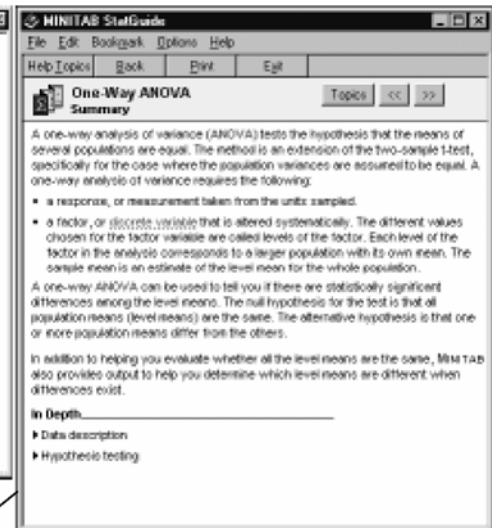 MINITAB StatGuide
File Edit Bookmark Options Help
Help Topics Back Print Exit
One-Way ANOVA Topics << >>
Summary
A one-way analysis of variance (ANOVA) tests the hypothesis that the means of
several populations are equal. The method is an extension of the two-sample t-test,
specifically for the case where the population variances are assumed to be equal. A
one-way analysis of variance requires the following:
• a response, or measurement taken from the units sampled.
• a factor, or discrete variable that is altered systematically. The different values
chosen for the factor variable are called levels of the factor. Each level of the
factor in the analysis corresponds to a larger population with its own mean. The
sample mean is an estimate of the level mean for the whole population.
A one-way ANOVA can be used to tell you if there are statistically significant
differences among the level means. The null hypothesis for the test is that all
population means (level means) are the same. The alternative hypothesis is that one
or more population means differ from the others.
In addition to helping you evaluate whether all the level means are the same, MINITAB
also provides output to help you determine which level means are different when
differences exist.
In Depth
Data description
Hypothesis testing